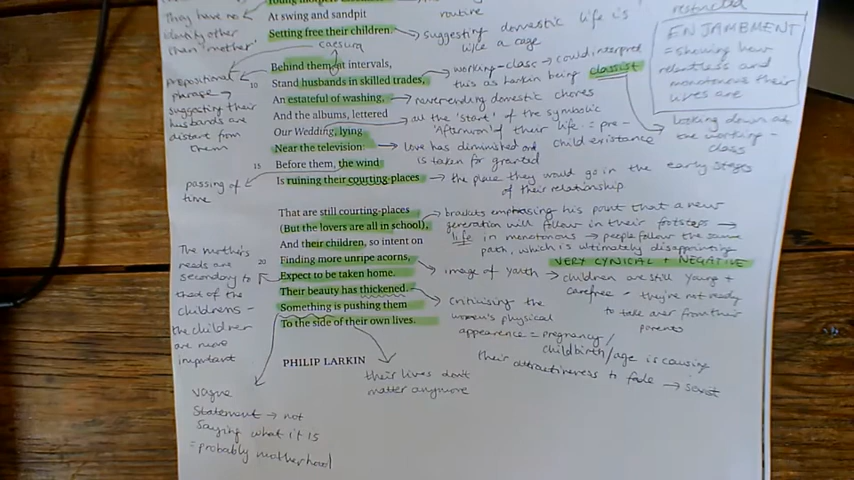 They have no
identity other
than 'mother'
routine
At swing and sandpit
Setting free their children.
suggesting domestic life is
like a cage
restricted
ENJAMBMENT
= showing how
relentless and
monotonous their
lives are
caesura
Behind them, at intervals,
10
Stand husbands in skilled trades,
An estateful of washing,
And the albums, lettered
Our Wedding, lying
Near the television:
15
Before them, the wind
Is ruining their courting-places
prepositional
phrase →
suggesting their
husbands are
distant from
them
passing of
time
working-class → could interpret
this as Larkin being classist
never ending domestic chores
all the 'start' of the symbolic
'Afternoon' of their life. = pre-
child existance
love has diminished and
is taken for granted
looking down on
the working-
class
the place they would go in the early stages
of their relationship
That are still courting-places
(But the lovers are all in school),
And their children, so intent on
20
Finding more unripe acorns,
Expect to be taken home.
Their beauty has thickened.
Something is pushing them
To the side of their own lives.
brackets emphasing his point that a new
generation will follow in their footsteps →
life is monotonous → people follow the same
path, which is ultimately disappointing
VERY CYNICAL + NEGATIVE
image of youth → children are still young +
carefree - they're not ready
to take over from their
parents
The mothers
needs are
secondary to
that of the
childrens -
the children
are more
important
criticising the
women's physical
appearence = pregnancy/
childbirth/age is causing
their attractiveness to fade → sexist
PHILIP LARKIN
their lives don't
matter anymore
Vague
Statement → not
saying what it is
= probably motherhood